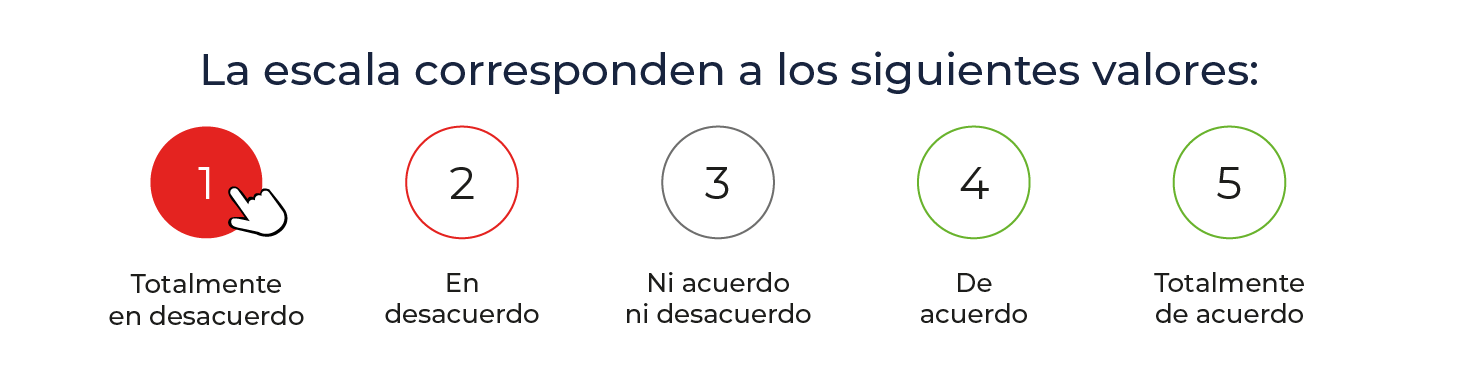 La escala corresponden a los siguientes valores:
1
2
3
4
5
Totalmente
en desacuerdo
En
desacuerdo
Ni acuerdo
ni desacuerdo
De
acuerdo
Totalmente
de acuerdo